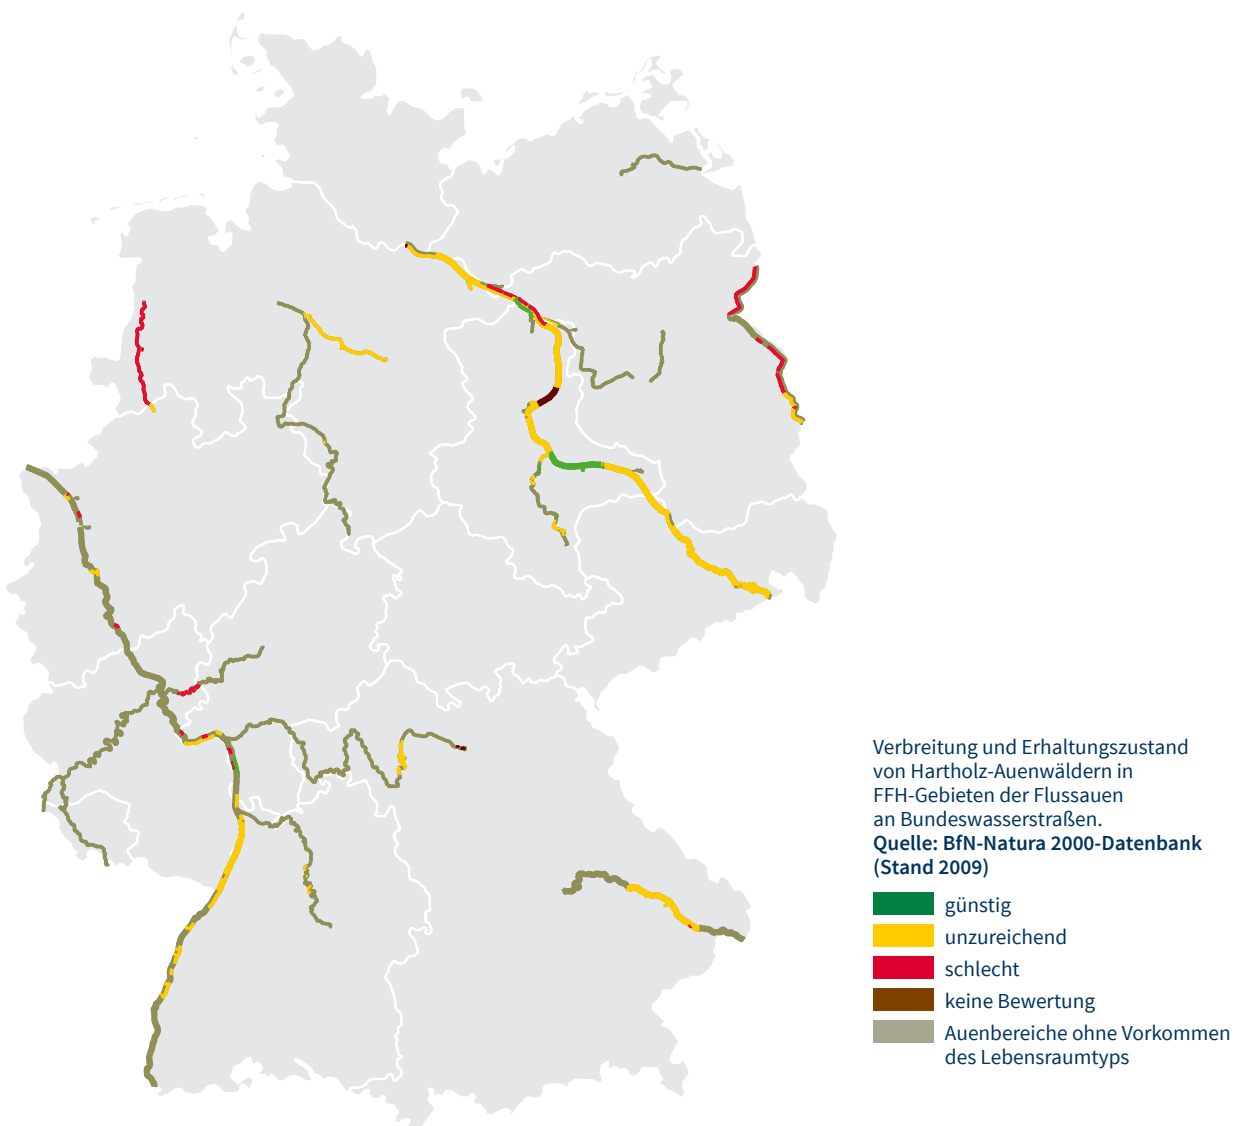 Verbreitung und Erhaltungszustand
von Hartholz-Auenwäldern in
FFH-Gebieten der Flussauen
an Bundeswasserstraßen.
Quelle: BfN-Natura 2000-Datenbank
(Stand 2009)
günstig
unzureichend
schlecht
keine Bewertung
Auenbereiche ohne Vorkommen
des Lebensraumtyps